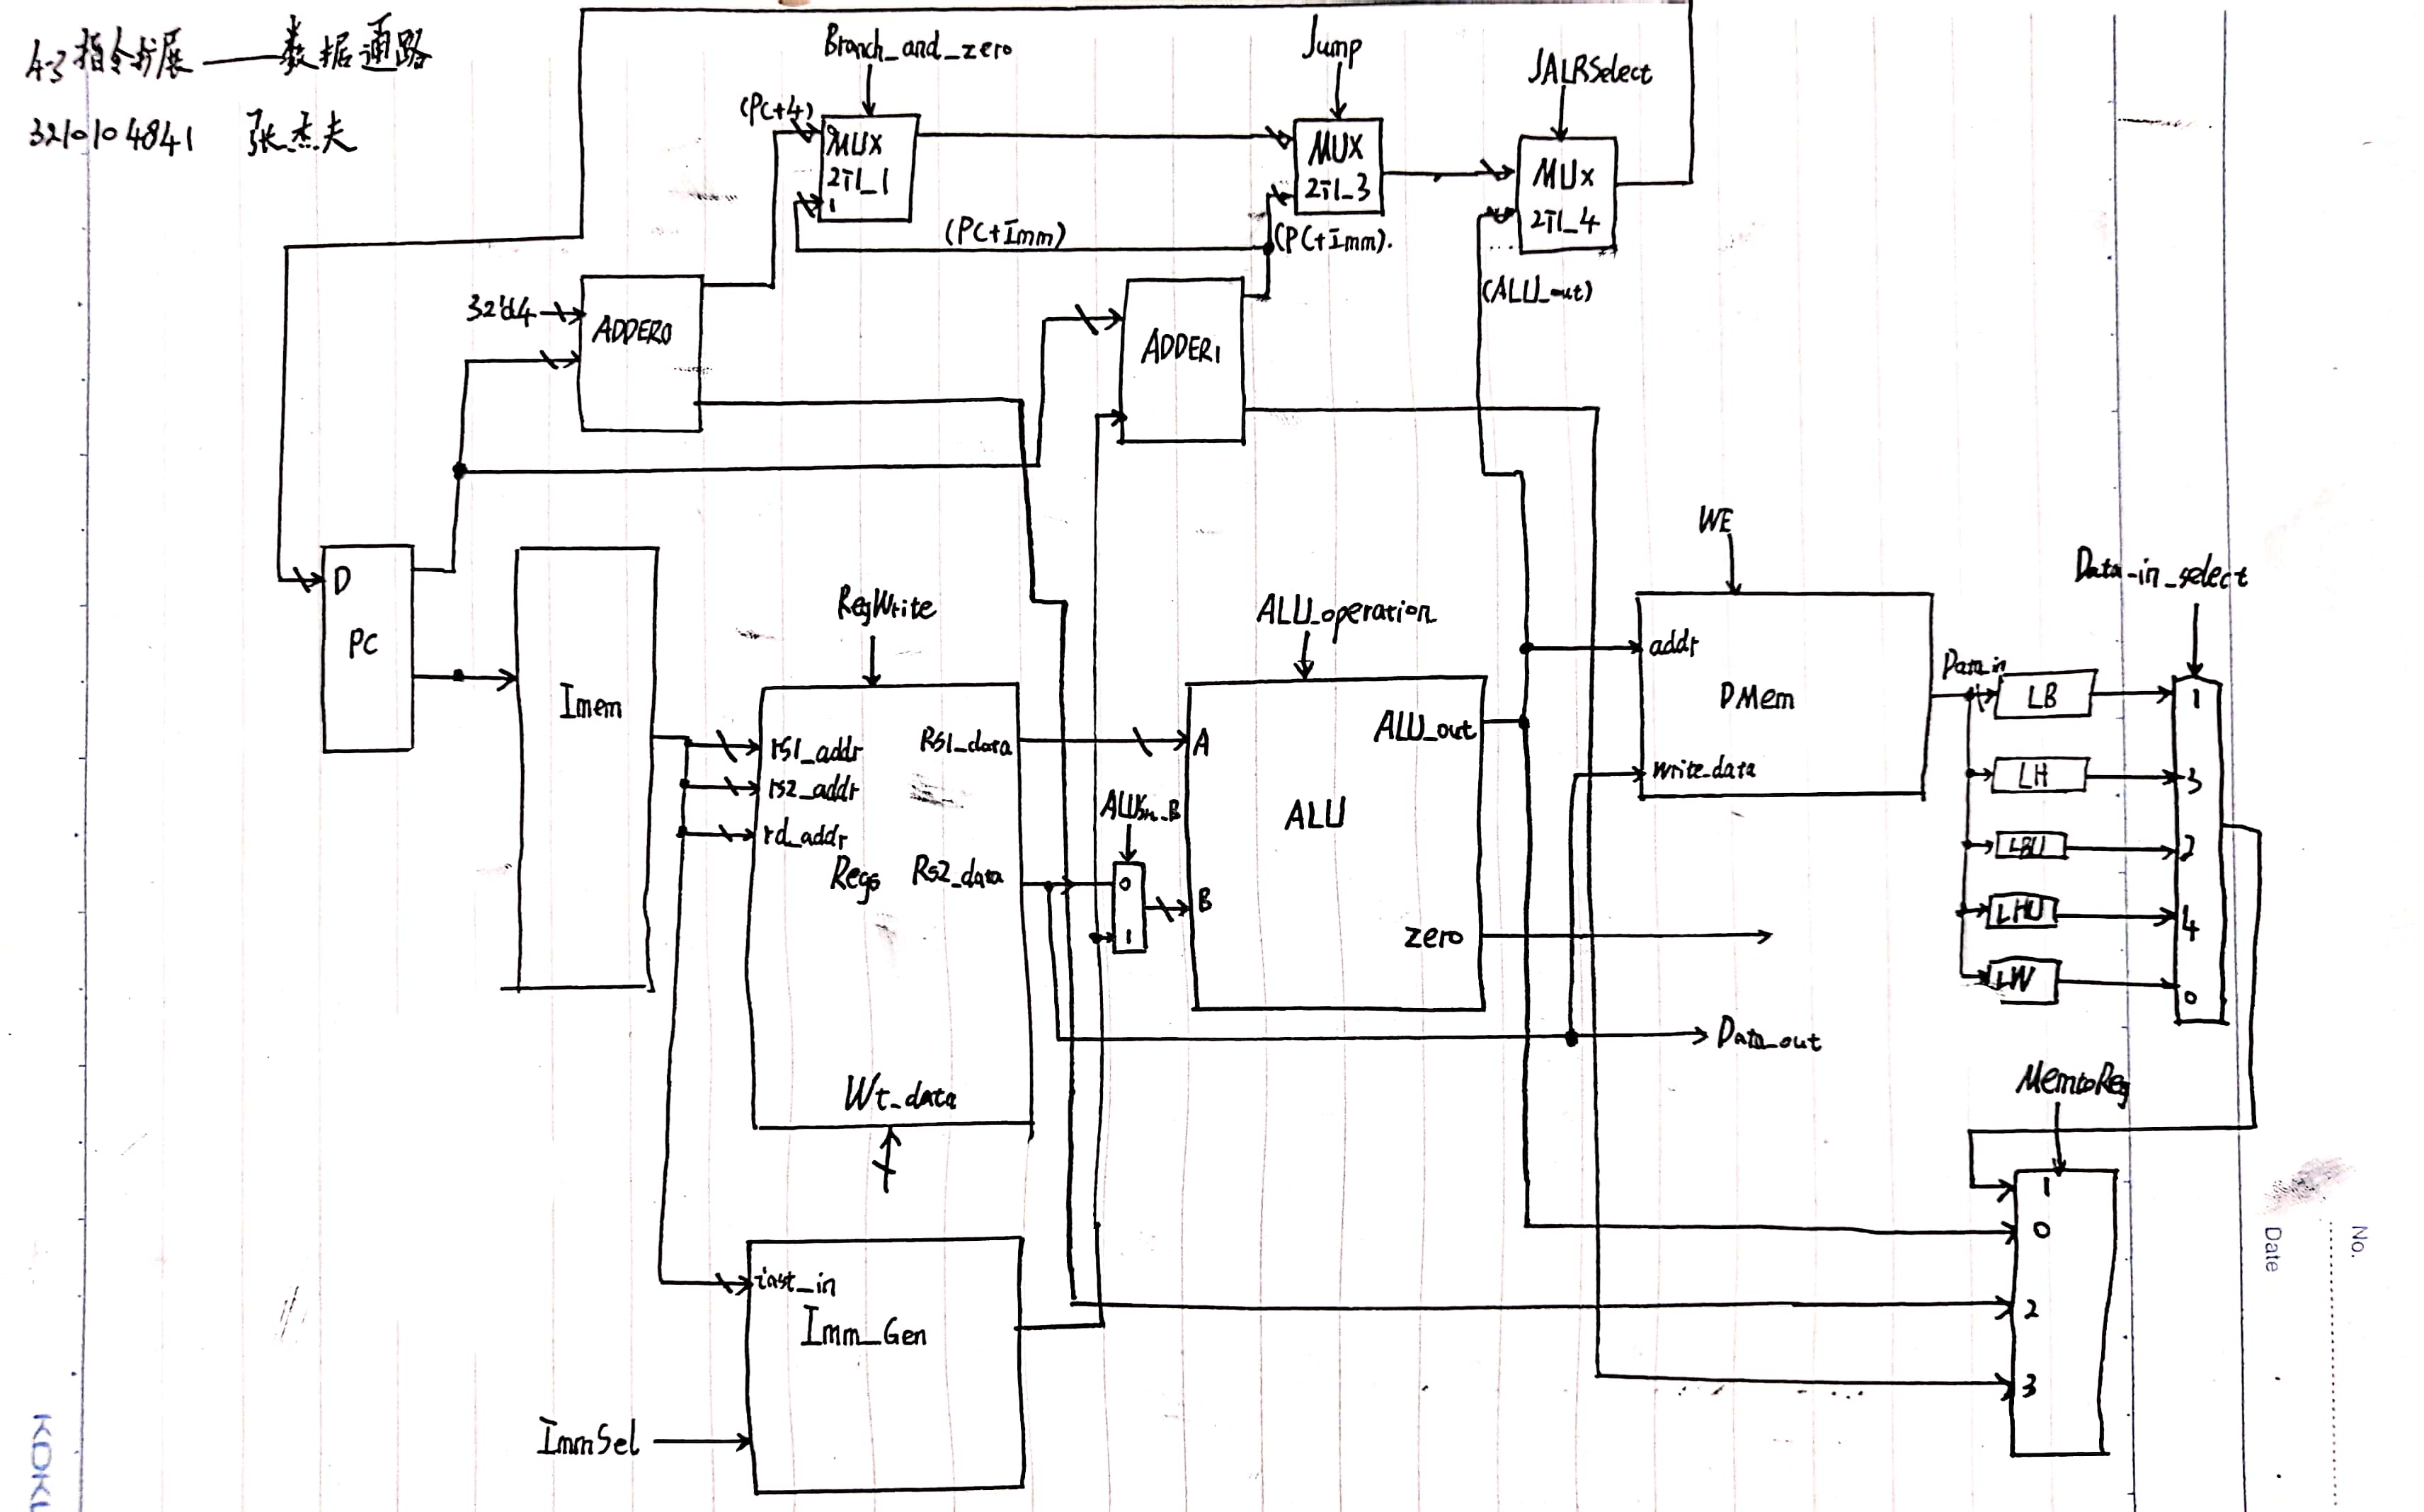 4-3指令扩展——数据通路
3210104841 张杰夫
Branch_and_zero
Jump
JALRSelect
(PC+4)
0
MUX
2T1_1
1
MUX
2T1_3
MUX
2T1_4
(PC+Imm)
(PC+Imm).
(ALU_out)
32'd4
ADDER0
ADDER1
WE
Data_in_select
D
PC
Imem
RegWrite
ALU_operation
rs1_addr
rs2_addr
rd_addr
Regs
Rs1_data
Rs2_data
Wt_data
ALUSrc_B
0
1
A
B
ALU
ALU_out
zero
addr
DMem
write_data
Data_in
LB
LH
LBU
LHU
LW
1
3
2
4
0
Data_out
MemtoReg
1
0
2
3
inst_in
Imm_Gen
ImmSel
No.
Date